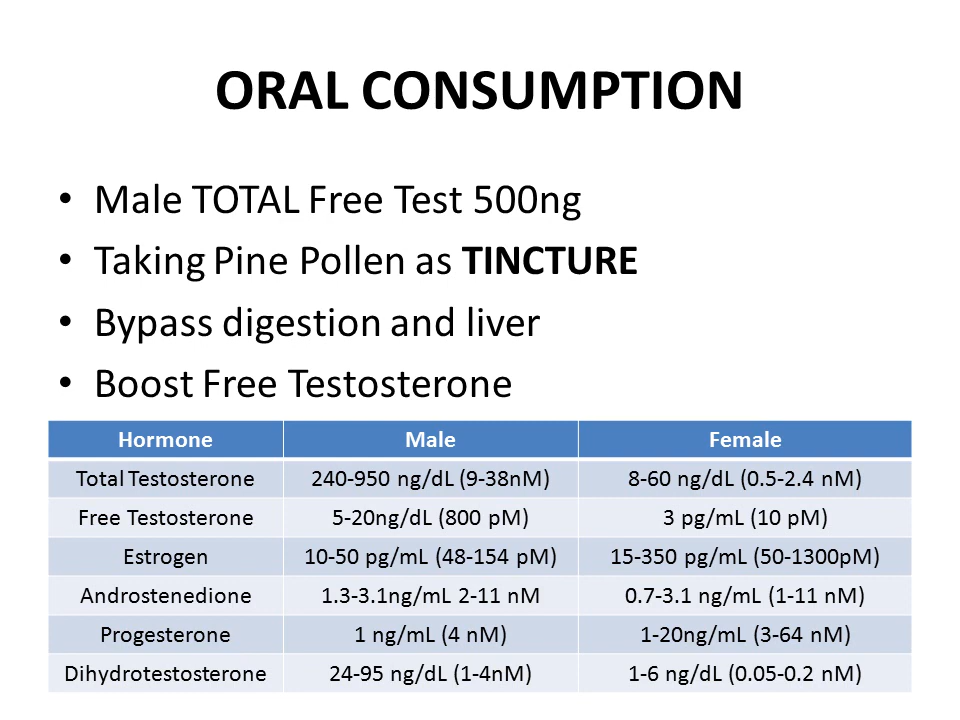 ORAL CONSUMPTION
• Male TOTAL Free Test 500ng
• Taking Pine Pollen as TINCTURE
• Bypass digestion and liver
• Boost Free Testosterone
Hormone Male Female
Total Testosterone 240-950 ng/dL (9-38nM) 8-60 ng/dL (0.5-2.4 nM)
Free Testosterone 5-20ng/dL (800 pM) 3 pg/mL (10 pM)
Estrogen 10-50 pg/mL (48-154 pM) 15-350 pg/mL (50-1300pM)
Androstenedione 1.3-3.1ng/mL 2-11 nM 0.7-3.1 ng/mL (1-11 nM)
Progesterone 1 ng/mL (4 nM) 1-20ng/mL (3-64 nM)
Dihydrotestosterone 24-95 ng/dL (1-4nM) 1-6 ng/dL (0.05-0.2 nM)